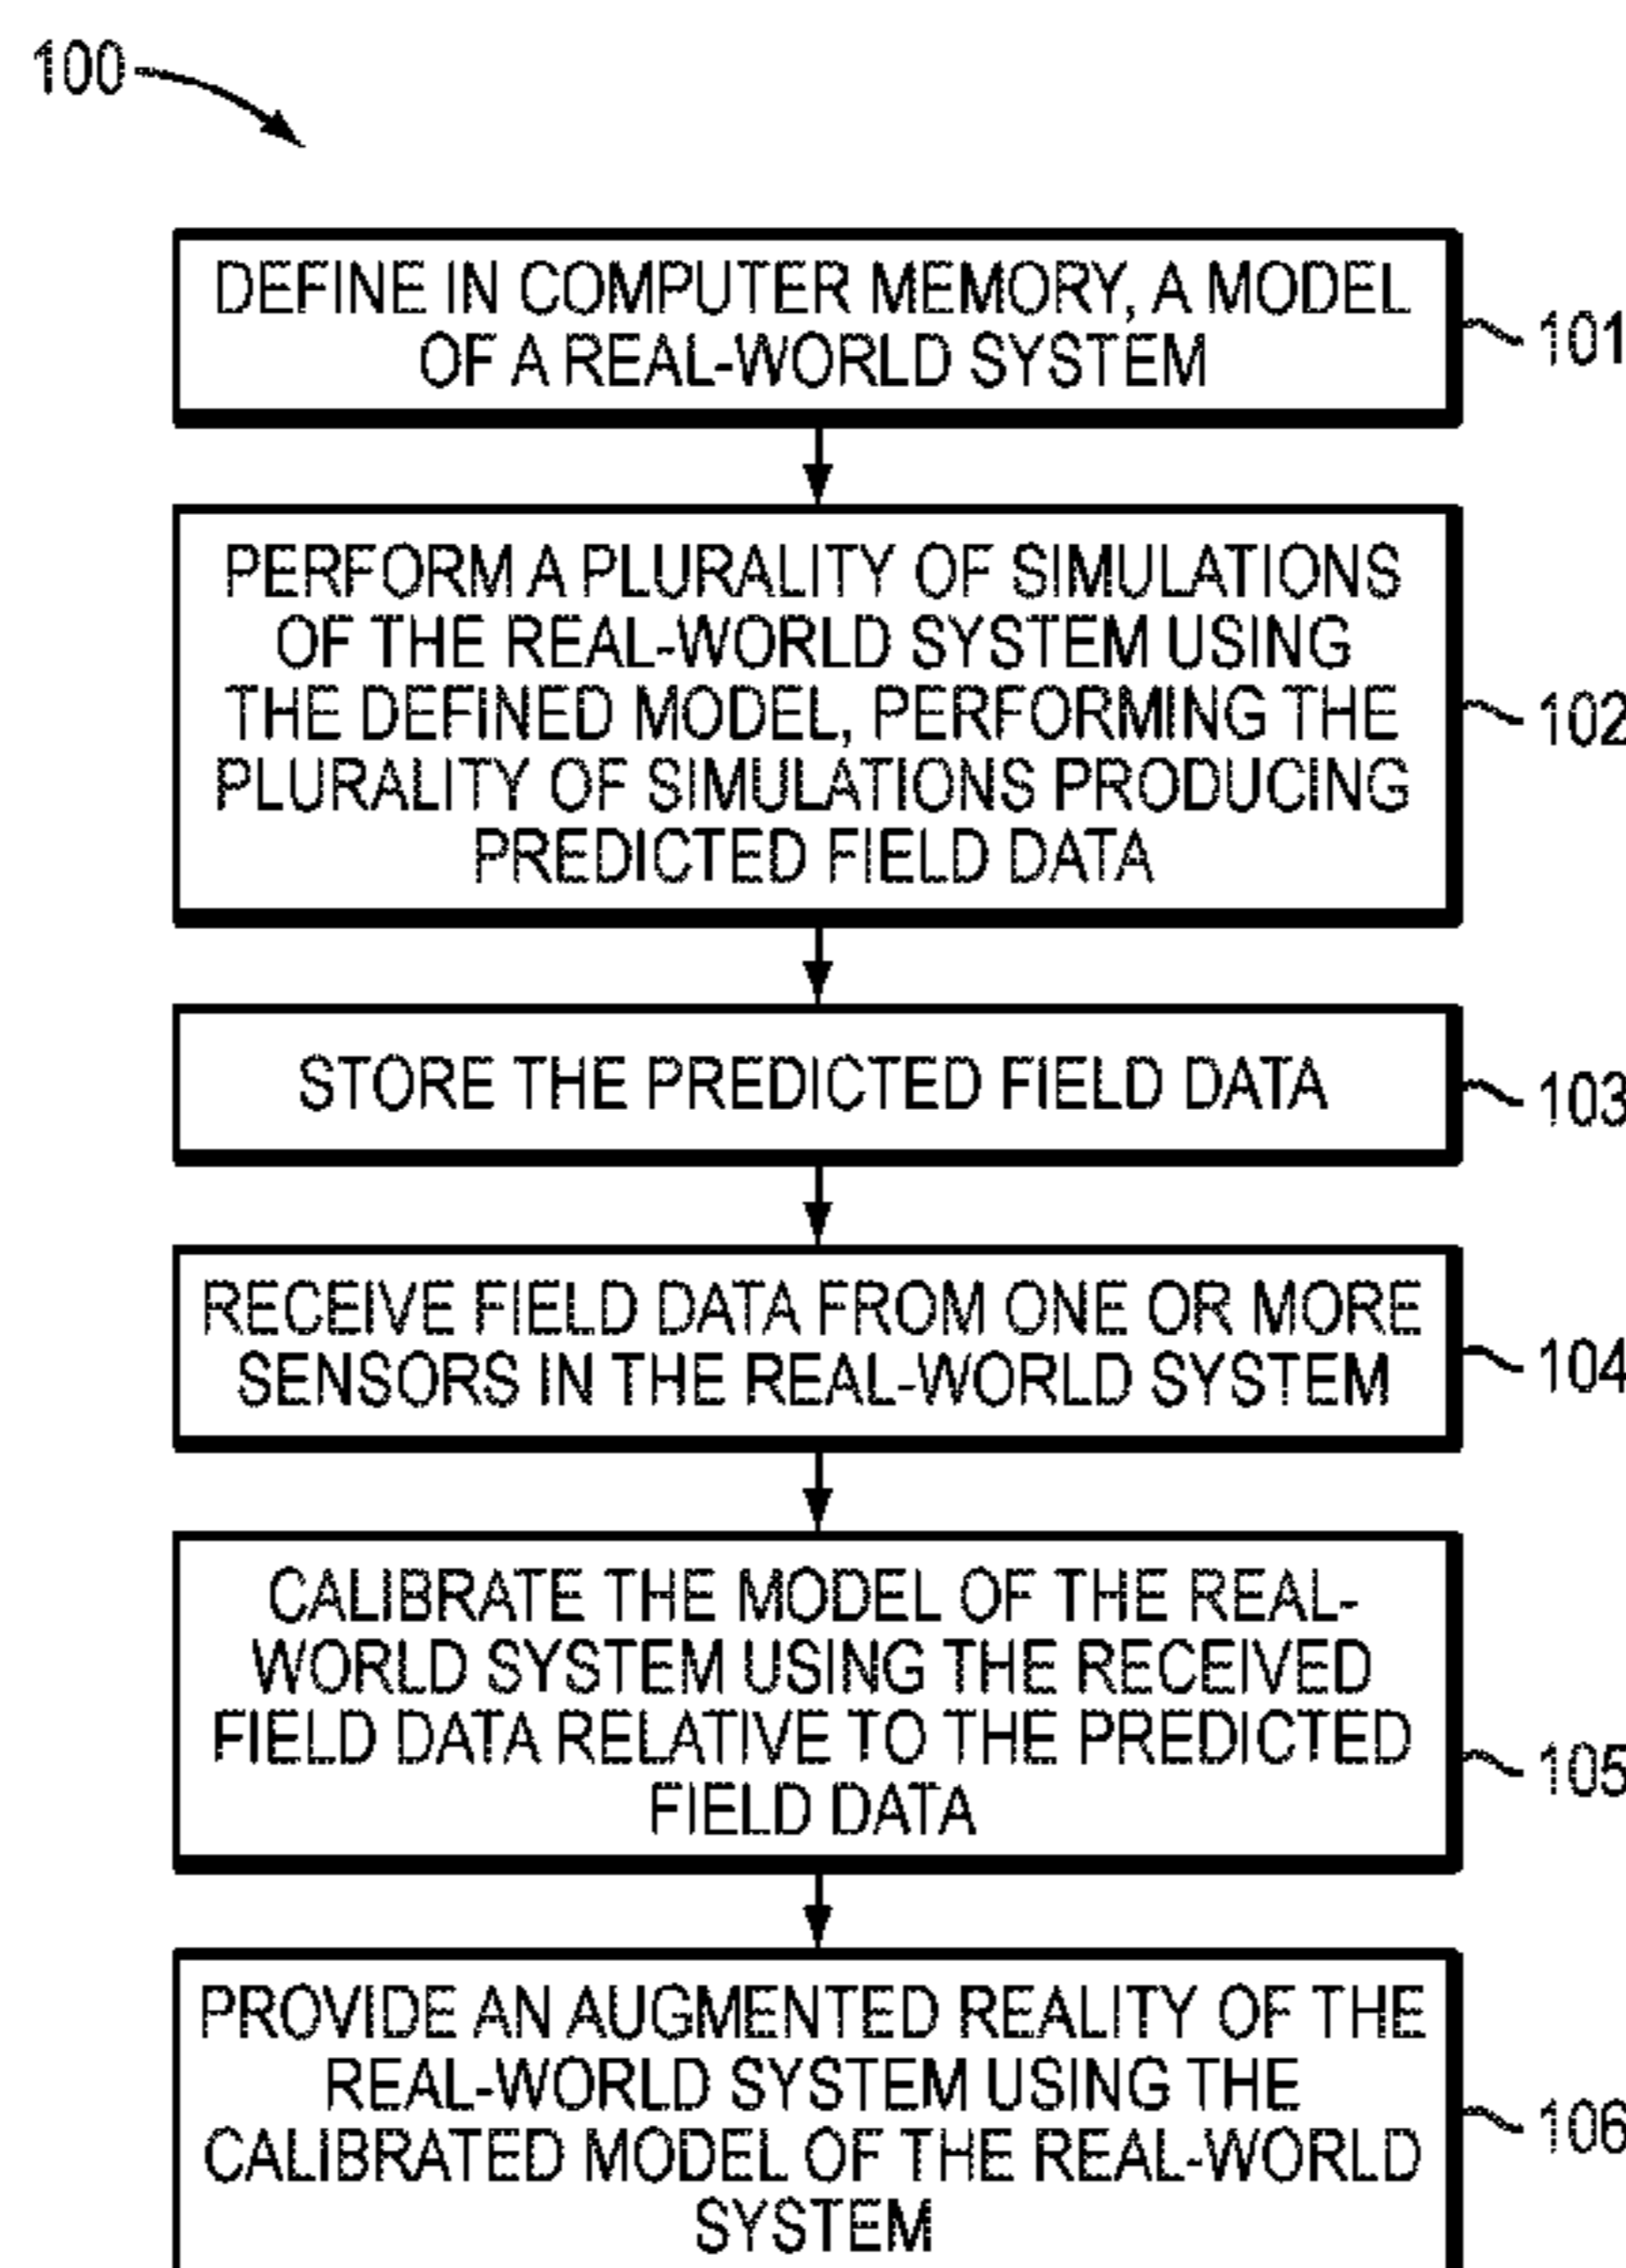 100
DEFINE IN COMPUTER MEMORY, A MODEL
OF A REAL-WORLD SYSTEM
101
PERFORM A PLURALITY OF SIMULATIONS
OF THE REAL-WORLD SYSTEM USING
THE DEFINED MODEL, PERFORMING THE
PLURALITY OF SIMULATIONS PRODUCING
PREDICTED FIELD DATA
102
STORE THE PREDICTED FIELD DATA
103
RECEIVE FIELD DATA FROM ONE OR MORE
SENSORS IN THE REAL-WORLD SYSTEM
104
CALIBRATE THE MODEL OF THE REAL-
WORLD SYSTEM USING THE RECEIVED
FIELD DATA RELATIVE TO THE PREDICTED
FIELD DATA
105
PROVIDE AN AUGMENTED REALITY OF THE
REAL-WORLD SYSTEM USING THE
CALIBRATED MODEL OF THE REAL-WORLD
SYSTEM
106